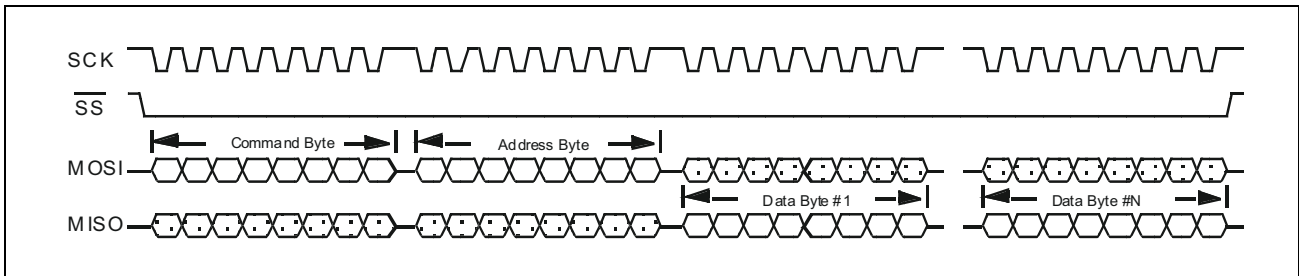 SCK
SS
Command Byte
Address Byte
MOSI
Data Byte #1
Data Byte #N
MISO